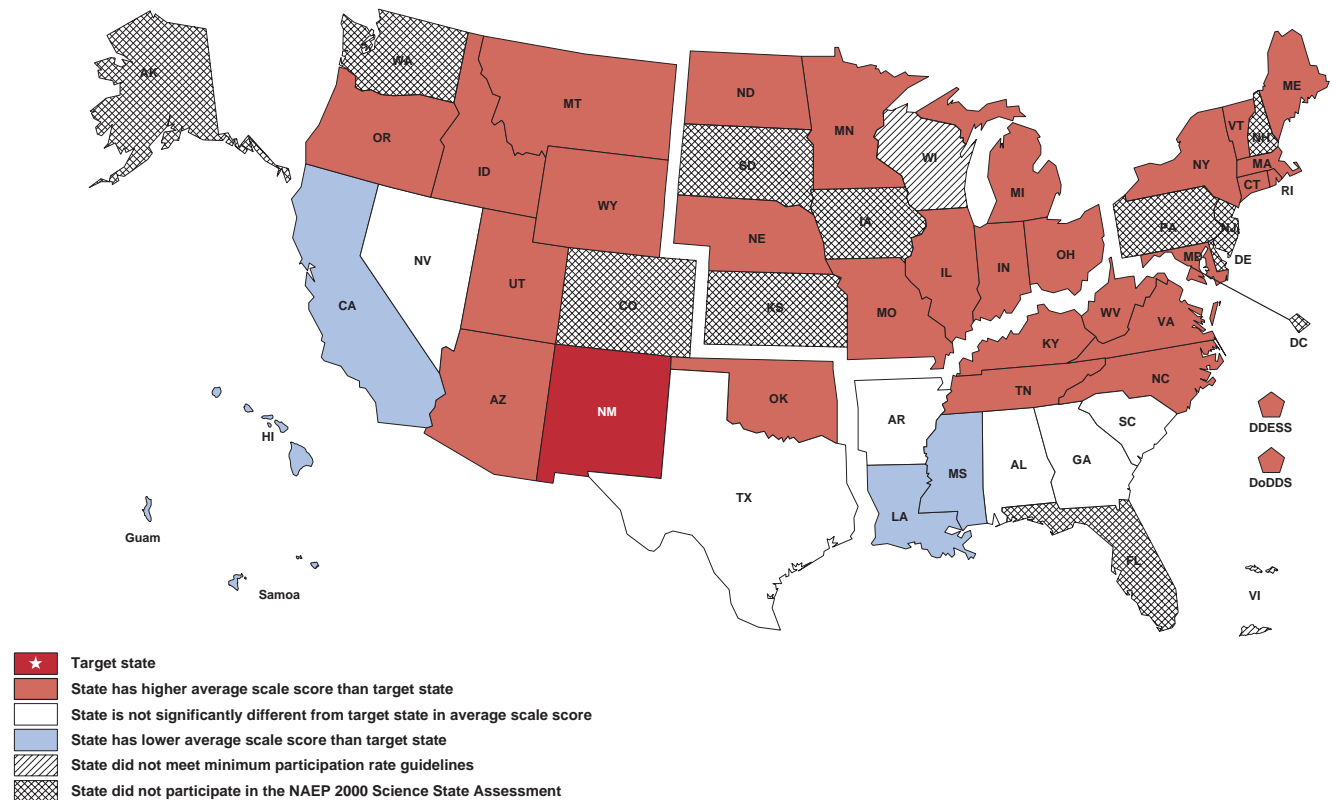 AK
WA
MT
ND
MN
ME
VT
NH
OR
ID
WY
SD
WI
MI
NY
MA
CT
RI
NE
IA
PA
NJ
NV
UT
CO
KS
IL
IN
OH
MD
DE
CA
MO
WV
VA
DC
KY
AZ
NM
OK
AR
TN
NC
SC
DDESS
HI
TX
MS
AL
GA
DoDDS
LA
Guam
FL
Samoa
VI
Target state
State has higher average scale score than target state
State is not significantly different from target state in average scale score
State has lower average scale score than target state
State did not meet minimum participation rate guidelines
State did not participate in the NAEP 2000 Science State Assessment